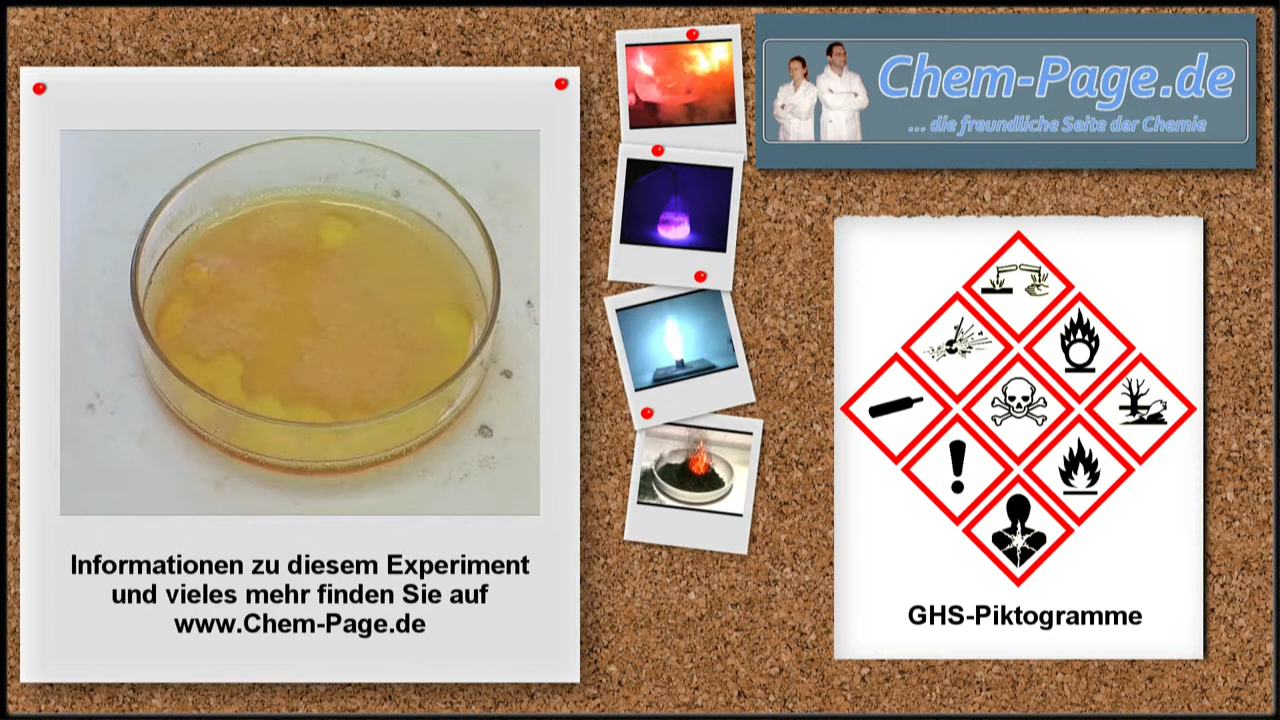 Chem-Page.de
... die freundliche Seite der Chemie
Informationen zu diesem Experiment
und vieles mehr finden Sie auf
www.Chem-Page.de
GHS-Piktogramme